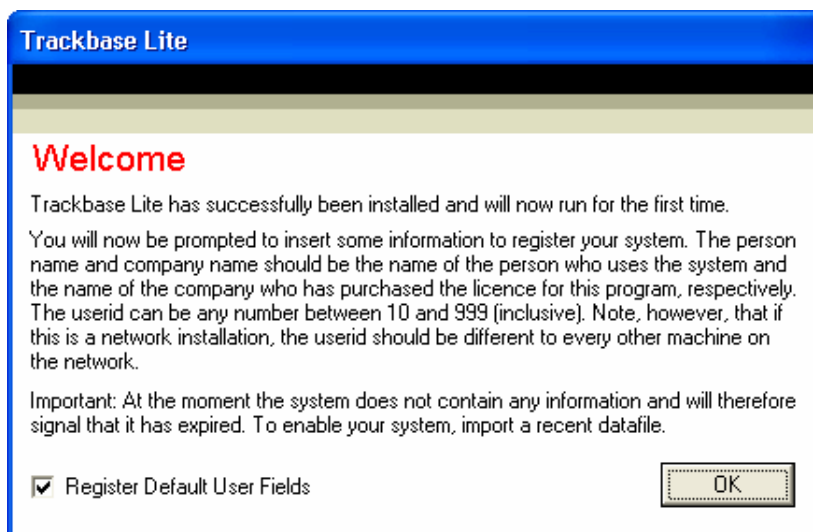 Trackbase Lite
Welcome
Trackbase Lite has successfully been installed and will now run for the first time.
You will now be prompted to insert some information to register your system. The person
name and company name should be the name of the person who uses the system and
the name of the company who has purchased the licence for this program, respectively.
The userid can be any number between 10 and 999 (inclusive). Note, however, that if
this is a network installation, the userid should be different to every other machine on
the network.
Important: At the moment the system does not contain any information and will therefore
signal that it has expired. To enable your system, import a recent datafile.
Register Default User Fields
OK